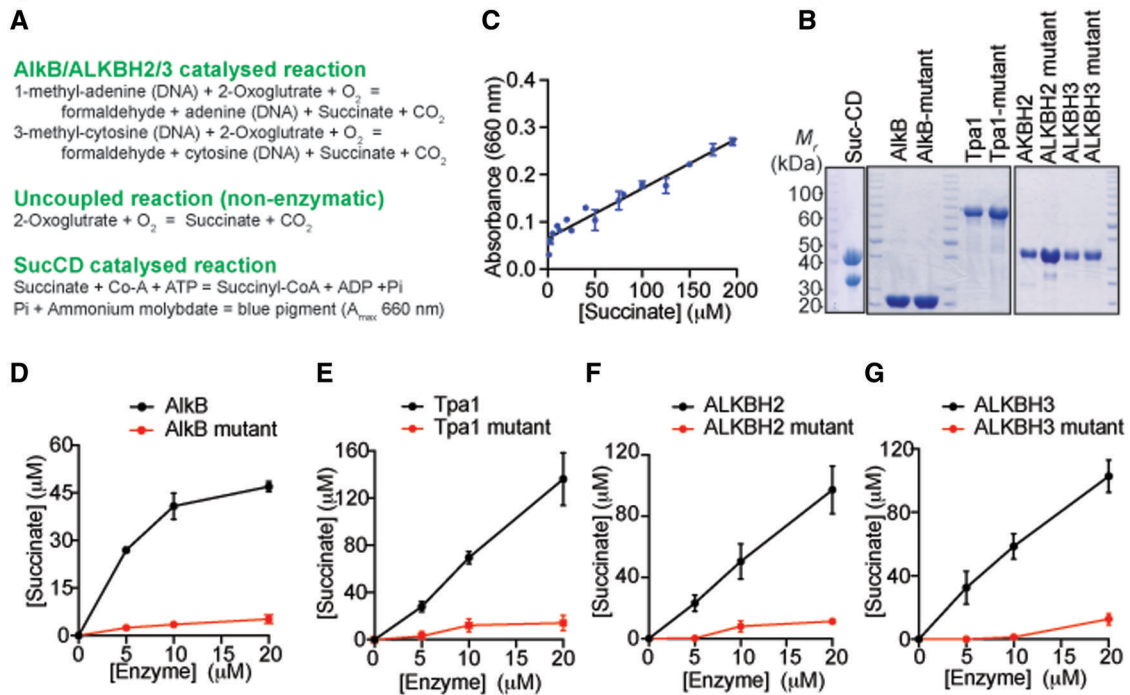 A
AlkB/ALKBH2/3 catalysed reaction
1-methyl-adenine (DNA) + 2-Oxoglutrate + O2 =
formaldehyde + adenine (DNA) + Succinate + CO2
3-methyl-cytosine (DNA) + 2-Oxoglutrate + O2 =
formaldehyde + cytosine (DNA) + Succinate + CO2
Uncoupled reaction (non-enzymatic)
2-Oxoglutrate + O2 = Succinate + CO2
SucCD catalysed reaction
Succinate + Co-A + ATP = Succinyl-CoA + ADP +Pi
Pi + Ammonium molybdate = blue pigment (Amax 660 nm)
C
Absorbance (660 nm)
0.4
0.3
0.2
0.1
0.0
0 50 100 150 200
[Succinate] (µM)
B
Mr
(kDa)
Suc-CD
AlkB
AlkB-mutant
Tpa1
Tpa1-mutant
AKBH2
ALKBH2 mutant
ALKBH3
ALKBH3 mutant
100
60
50
40
30
20
D
AlkB
AlkB mutant
[Succinate] (µM)
60
45
30
15
0
0 5 10 20
[Enzyme] (µM)
E
Tpa1
Tpa1 mutant
[Succinate] (µM)
160
120
80
40
0
0 5 10 20
[Enzyme] (µM)
F
ALKBH2
ALKBH2 mutant
[Succinate] (µM)
120
80
40
0
0 5 10 20
[Enzyme] (µM)
G
ALKBH3
ALKBH3 mutant
[Succinate] (µM)
120
80
40
0
0 5 10 20
[Enzyme] (µM)